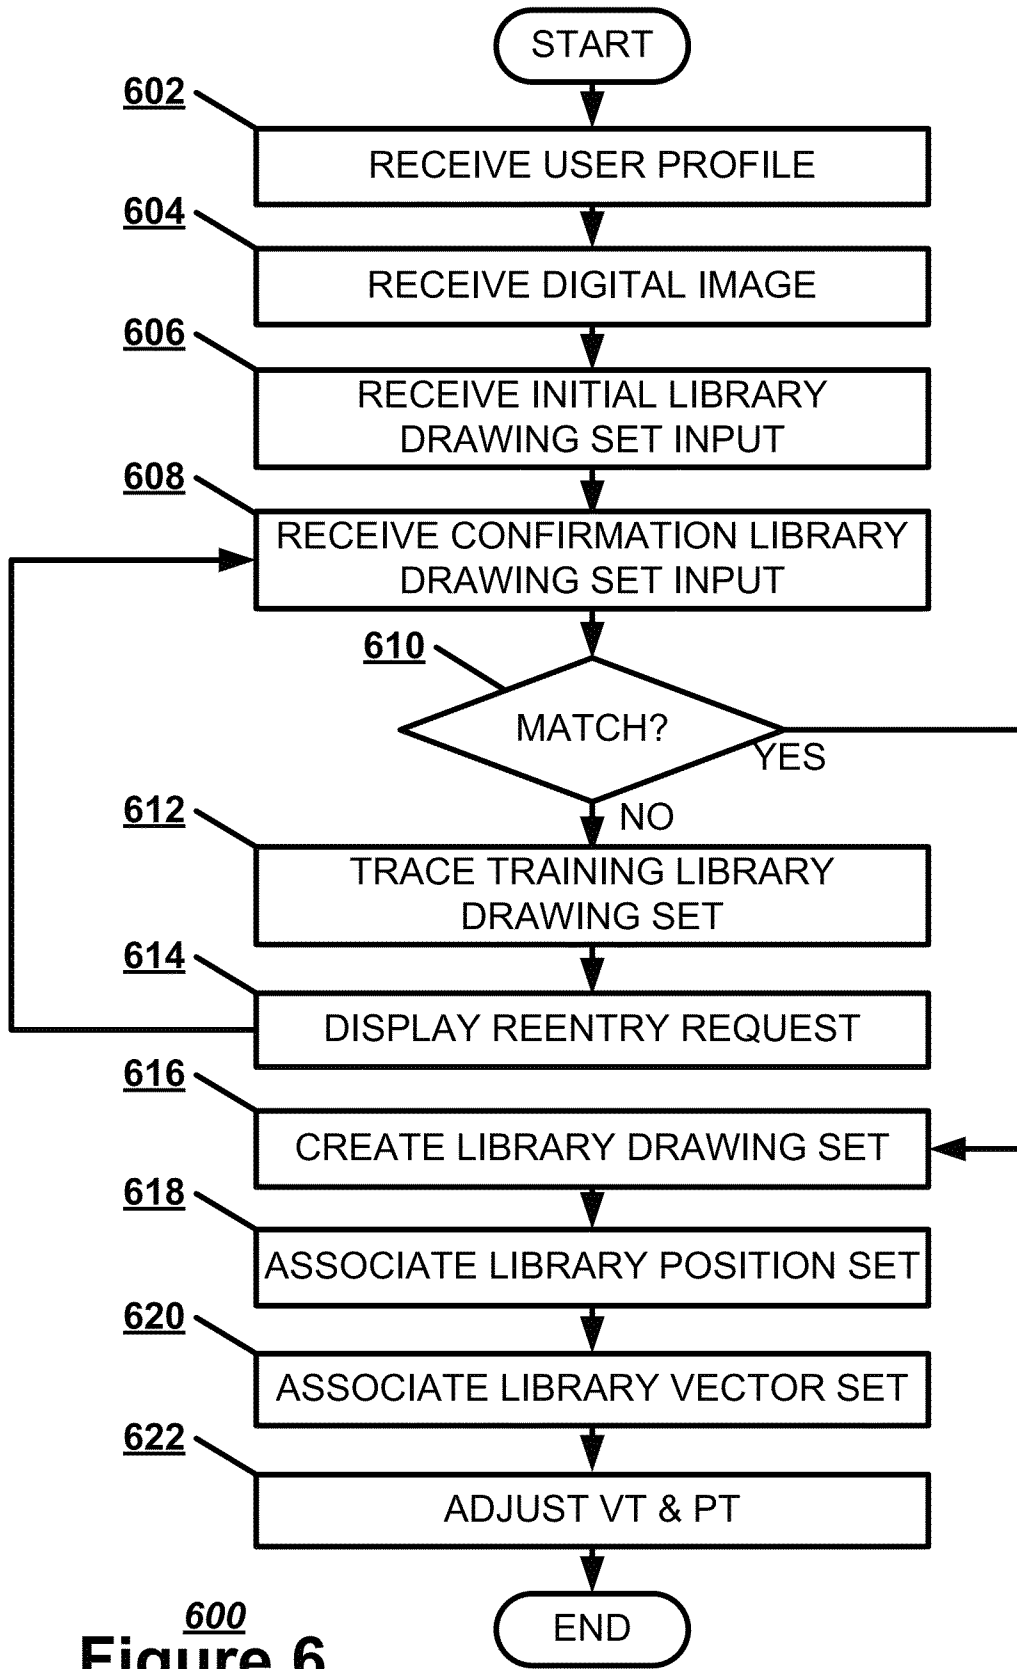 START
602
RECEIVE USER PROFILE
604
RECEIVE DIGITAL IMAGE
606
RECEIVE INITIAL LIBRARY
DRAWING SET INPUT
608
RECEIVE CONFIRMATION LIBRARY
DRAWING SET INPUT
610
MATCH?
YES
NO
612
TRACE TRAINING LIBRARY
DRAWING SET
614
DISPLAY REENTRY REQUEST
616
CREATE LIBRARY DRAWING SET
618
ASSOCIATE LIBRARY POSITION SET
620
ASSOCIATE LIBRARY VECTOR SET
622
ADJUST VT & PT
END
600
Figure 6